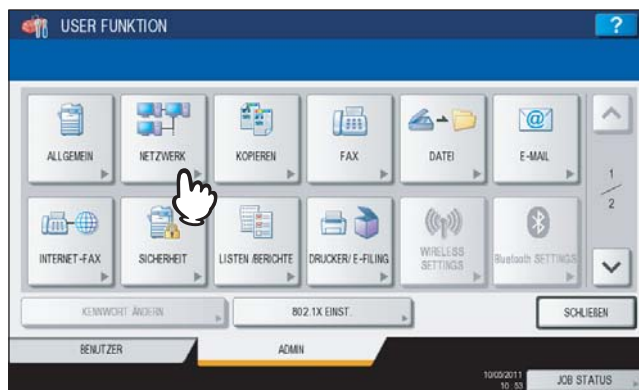 USER FUNKTION
?
ALLGEMEIN
NETZWERK
KOPIEREN
FAX
DATEI
E-MAIL
1
2
INTERNET-FAX
SICHERHEIT
LISTEN /BERICHTE
DRUCKER/ E-FILING
WIRELESS
SETTINGS
Bluetooth SETTINGS
KENNWORT ÄNDERN
802.1X EINST.
SCHLIEßEN
BENUTZER
ADMIN
10/03/2011
10 53
JOB STATUS